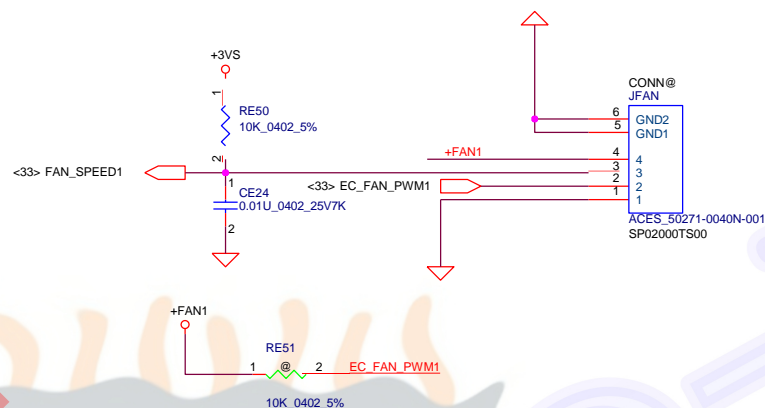 +3VS
1
RE50
10K_0402_5%
2
<33> FAN_SPEED1
1
CE24
0.01U_0402_25V7K
2
CONN@
JFAN
6
GND2
5
GND1
+FAN1
4
4
3
3
<33> EC_FAN_PWM1
2
2
1
1
ACES_50271-0040N-001
SP02000TS00
+FAN1
RE51
1
@
2
EC_FAN_PWM1
10K_0402_5%